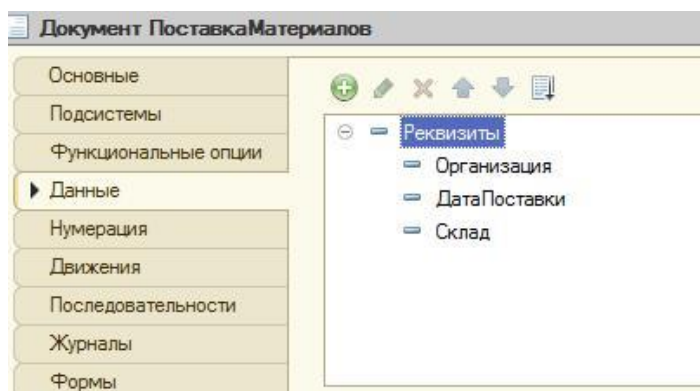 Документ ПоставкаМатериалов
Основные
Подсистемы
Функциональные опции
Данные
Нумерация
Движения
Последовательности
Журналы
Формы
Реквизиты
Организация
ДатаПоставки
Склад